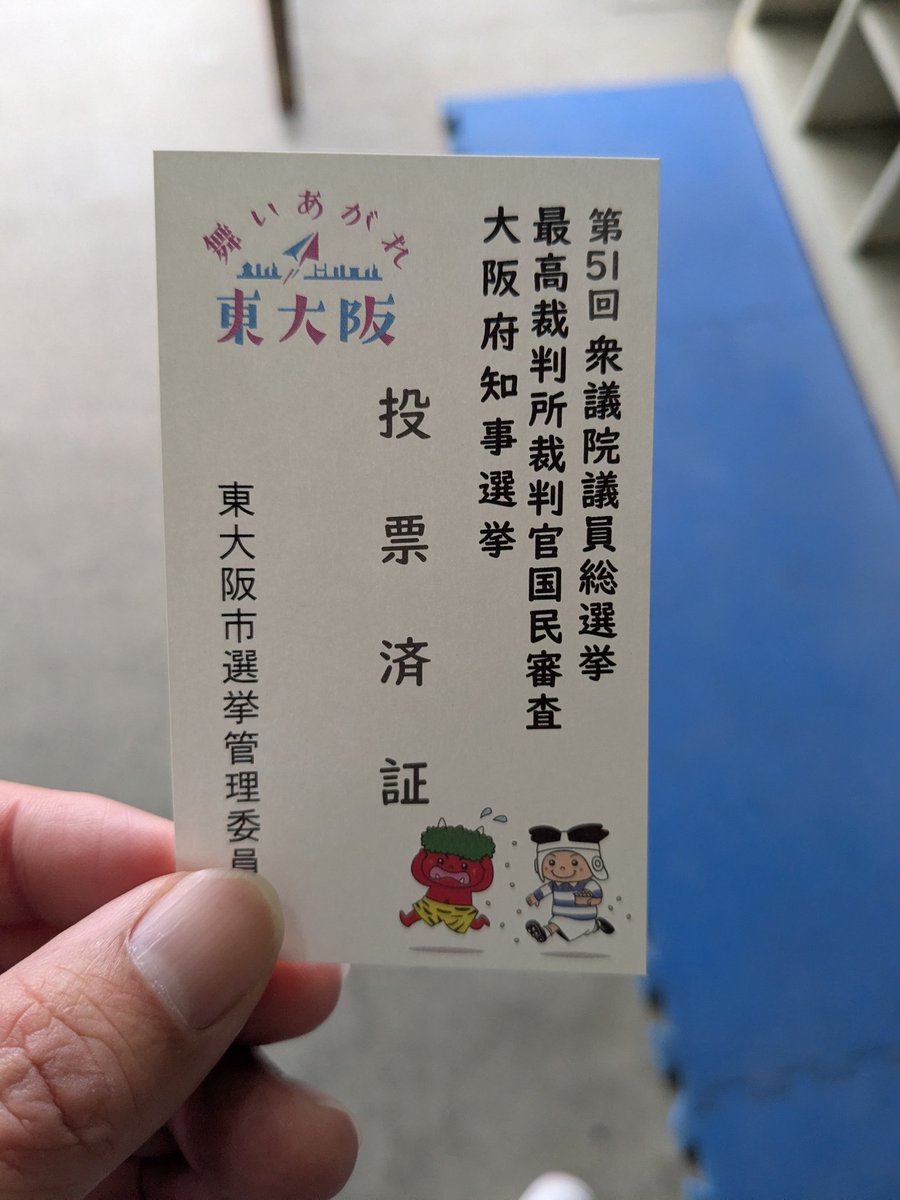 第51回 衆議院議員総選挙
最高裁判所裁判官国民審査
大阪府知事選挙
投票済証
舞いあがれ
東大阪
東大阪市選挙管理委員